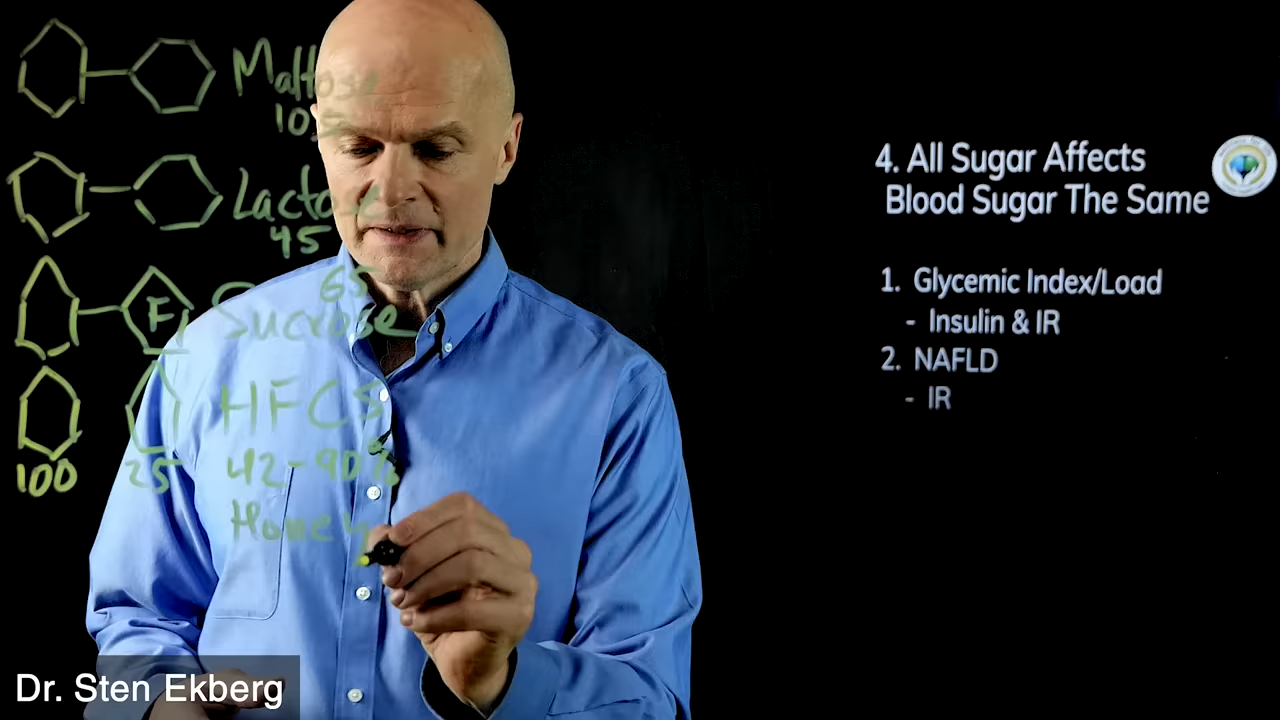 Maltose
105
Lactose
45
65
F
Sucrose
HFCS
100
25
42-90%
Honey
4. All Sugar Affects
Blood Sugar The Same
1. Glycemic Index/Load
- Insulin & IR
2. NAFLD
- IR
Dr. Sten Ekberg